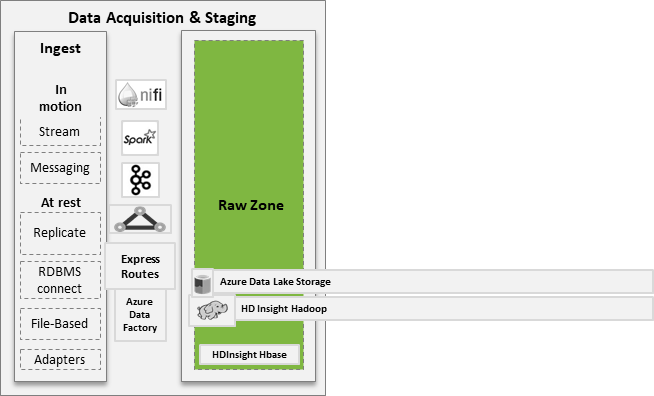 Data Acquisition & Staging
Ingest
In
motion
Stream
Messaging
At rest
Replicate
RDBMS
connect
File-Based
Adapters
nifi
Spark
Express
Routes
Azure
Data
Factory
Raw Zone
Azure Data Lake Storage
HD Insight Hadoop
HDInsight Hbase